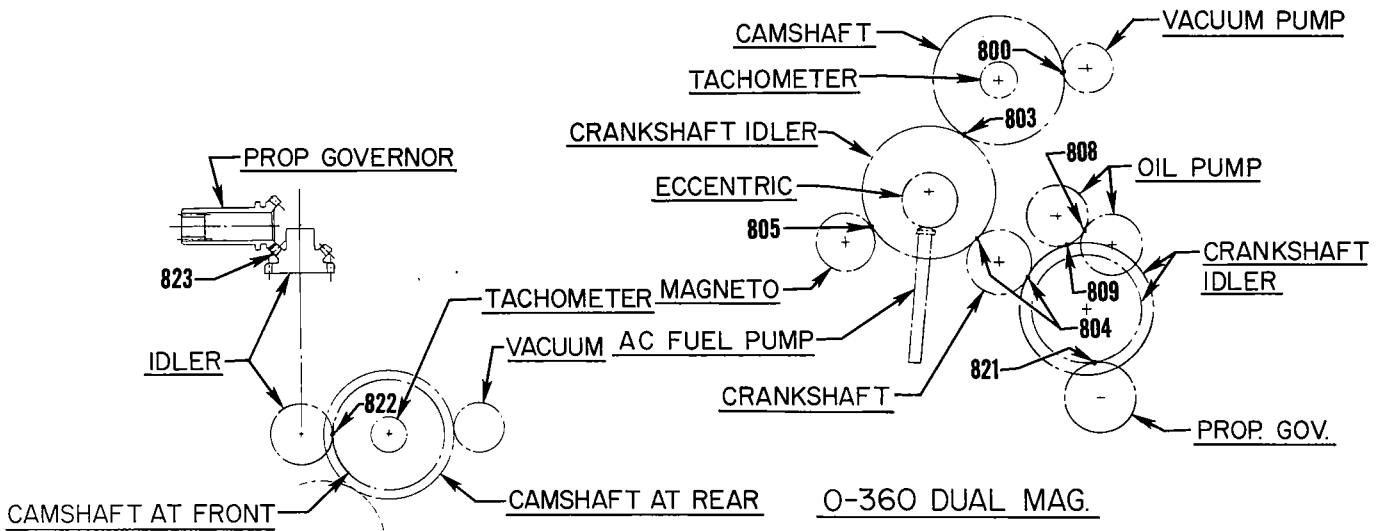 PROP GOVERNOR
823
IDLER
TACHOMETER
VACUUM
822
CAMSHAFT AT FRONT
CAMSHAFT AT REAR
CAMSHAFT
800
VACUUM PUMP
TACHOMETER
803
CRANKSHAFT IDLER
808
OIL PUMP
ECCENTRIC
805
CRANKSHAFT
IDLER
809
MAGNETO
804
AC FUEL PUMP
821
CRANKSHAFT
PROP. GOV.
O-360 DUAL MAG.